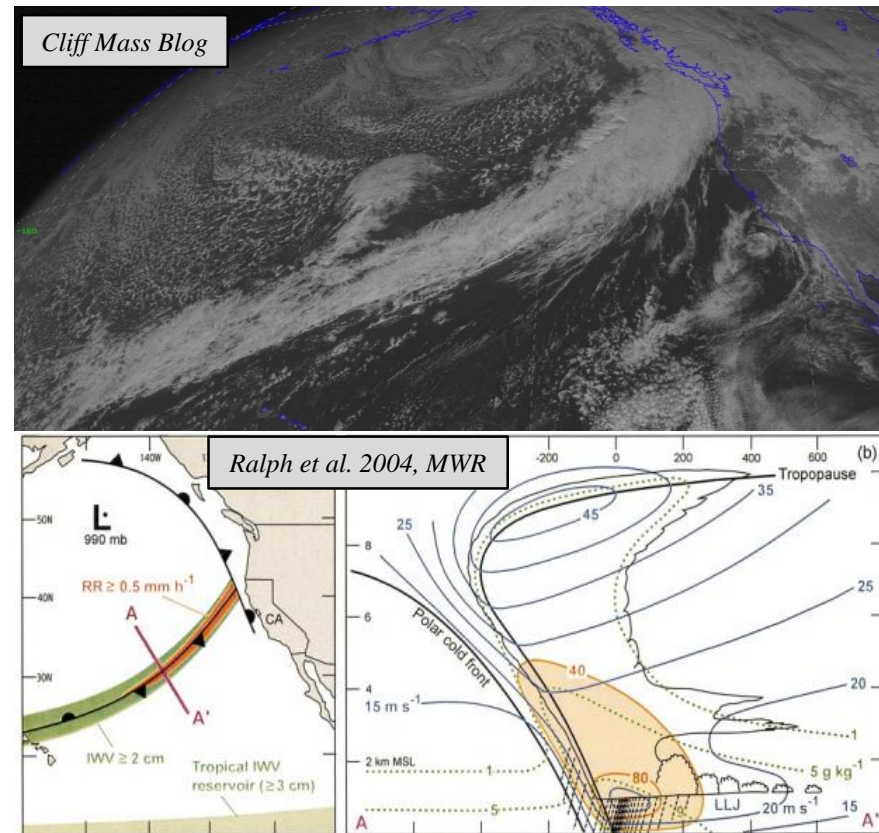 Cliff Mass Blog
160
Ralph et al. 2004, MWR
140W
50N
L
990 mb
RR ≥ 0.5 mm h⁻¹
40N
A
CA
30N
A'
IWV ≥ 2 cm
Tropical IWV
reservoir (≥3 cm)
-200 0 200 400 600 (b)
Tropopause
45
35
25
8
25
6
Polar cold front
40
4
20
15 m s⁻¹
1
2 km MSL
1
80
5 g kg⁻¹
5
LLJ
20 m s⁻¹
15
A
A'